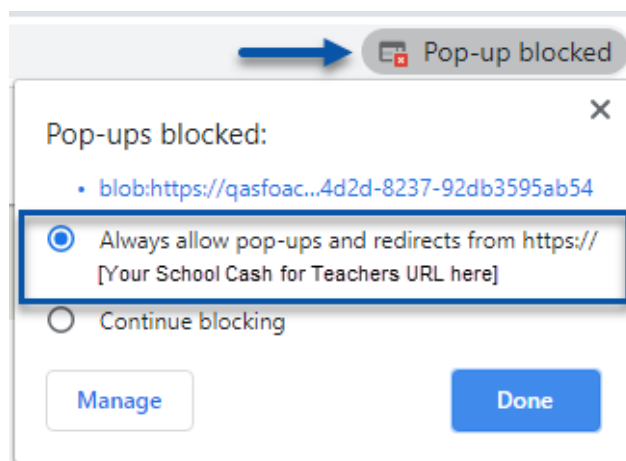 Pop-up blocked
Pop-ups blocked:
• blob:https://qasfoac...4d2d-8237-92db3595ab54
Always allow pop-ups and redirects from https://
[Your School Cash for Teachers URL here]
Continue blocking
Manage
Done